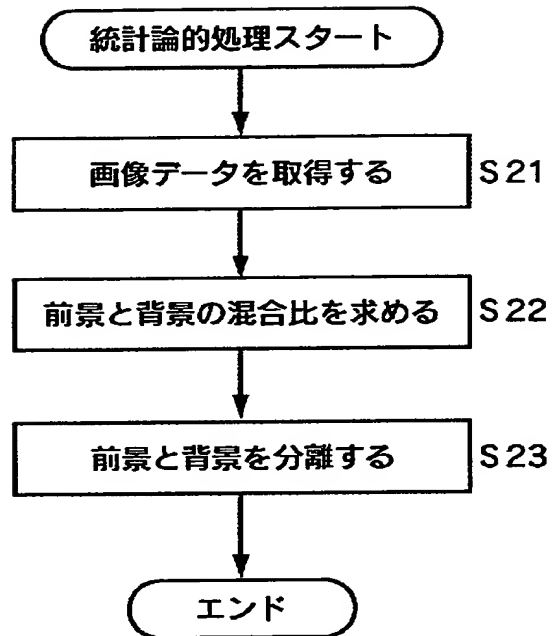 統計論的処理スタート
画像データを取得する S21
前景と背景の混合比を求める S22
前景と背景を分離する S23
エンド